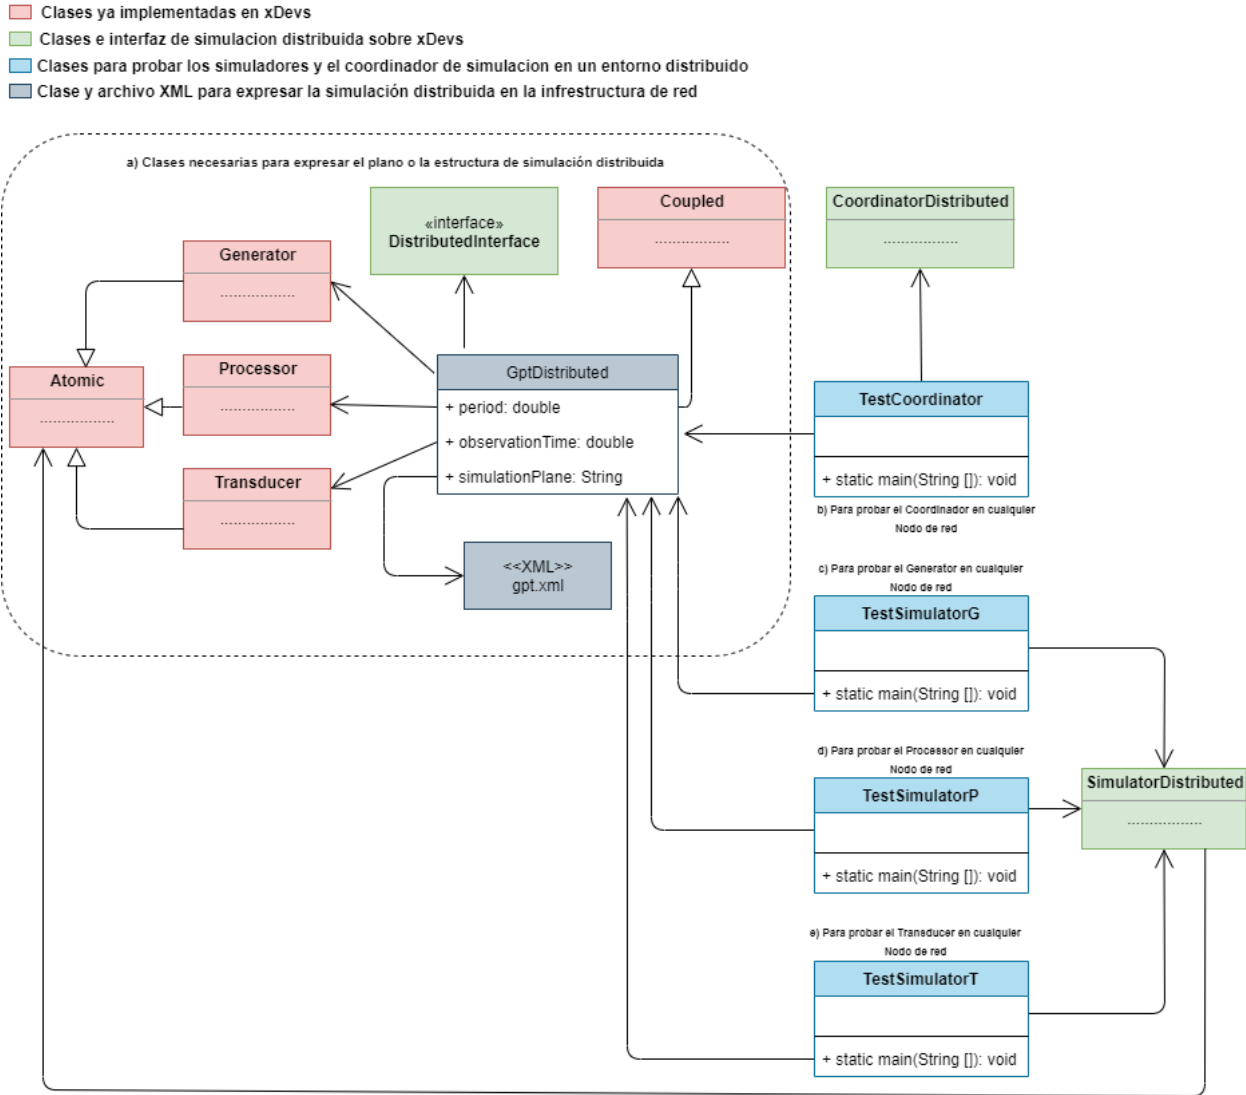 Clases ya implementadas en xDevs
Clases e interfaz de simulacion distribuida sobre xDevs
Clases para probar los simuladores y el coordinador de simulacion en un entorno distribuido
Clase y archivo XML para expresar la simulación distribuida en la infrestructura de red
a) Clases necesarias para expresar el plano o la estructura de simulación distribuida
«interface»
DistributedInterface
Coupled
................
CoordinatorDistributed
................
Generator
................
Atomic
................
Processor
................
Transducer
................
GptDistributed
+ period: double
+ observationTime: double
+ simulationPlane: String
<<XML>>
gpt.xml
TestCoordinator
+ static main(String []): void
b) Para probar el Coordinador en cualquier
Nodo de red
c) Para probar el Generator en cualquier
Nodo de red
TestSimulatorG
+ static main(String []): void
d) Para probar el Processor en cualquier
Nodo de red
TestSimulatorP
+ static main(String []): void
SimulatorDistributed
................
e) Para probar el Transducer en cualquier
Nodo de red
TestSimulatorT
+ static main(String []): void